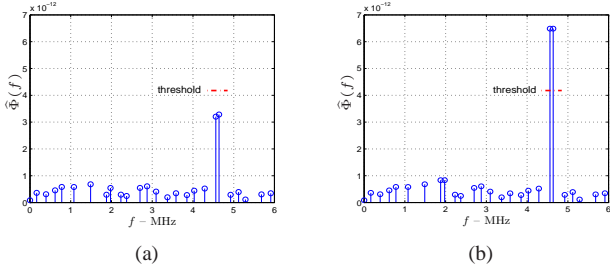 x 10⁻¹²
7
6
5
4
3
2
1
0
0 1 2 3 4 5 6
Φ̂(f)
threshold
f – MHz
(a)
x 10⁻¹²
7
6
5
4
3
2
1
0
0 1 2 3 4 5 6
Φ̂(f)
threshold
f – MHz
(b)